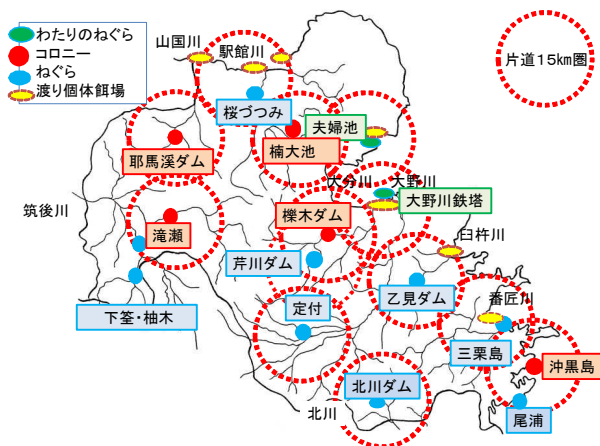 わたりのねぐら
コロニー
ねぐら
渡り個体餌場
片道15km圏
山国川
駅館川
桜づつみ
夫婦池
楠大池
耶馬溪ダム
大分川
大野川
大野川鉄塔
筑後川
滝瀬
櫟木ダム
臼杵川
芹川ダム
乙見ダム
番匠川
下筌・柚木
定付
三栗島
沖黒島
北川ダム
北川
尾浦